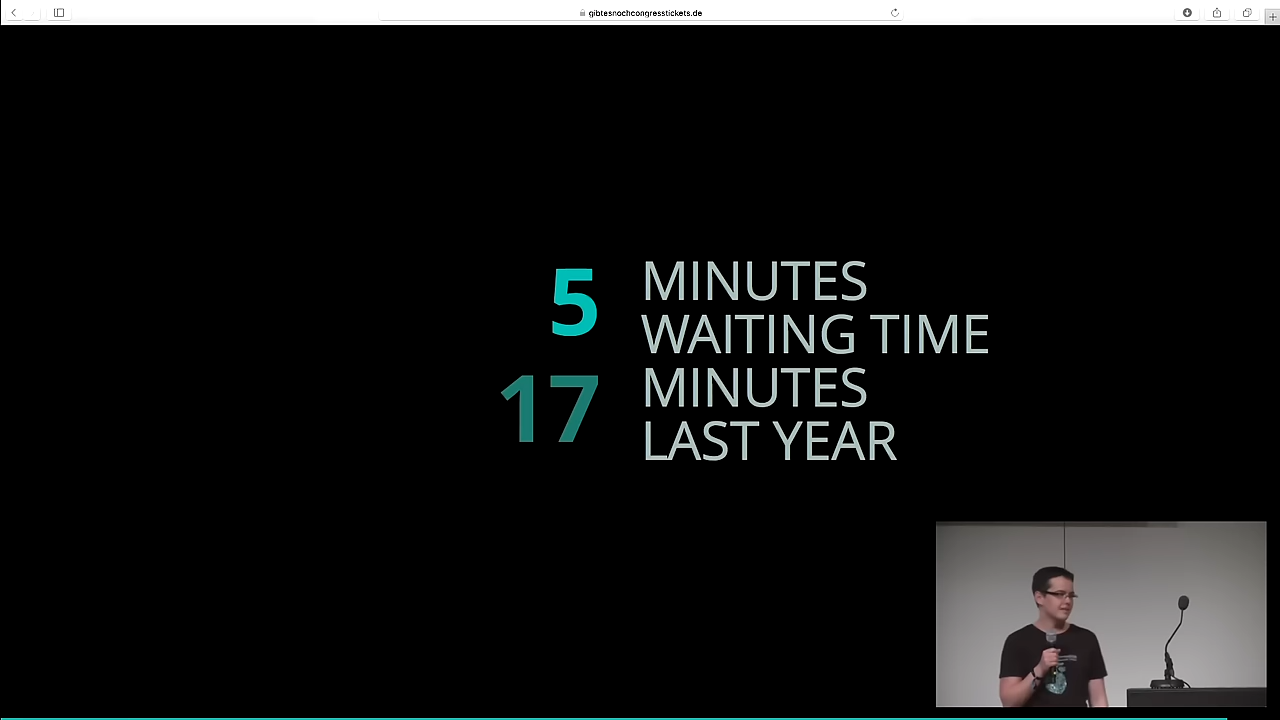 gibtesnochcongresstickets.de
5 MINUTES
WAITING TIME
17 MINUTES
LAST YEAR